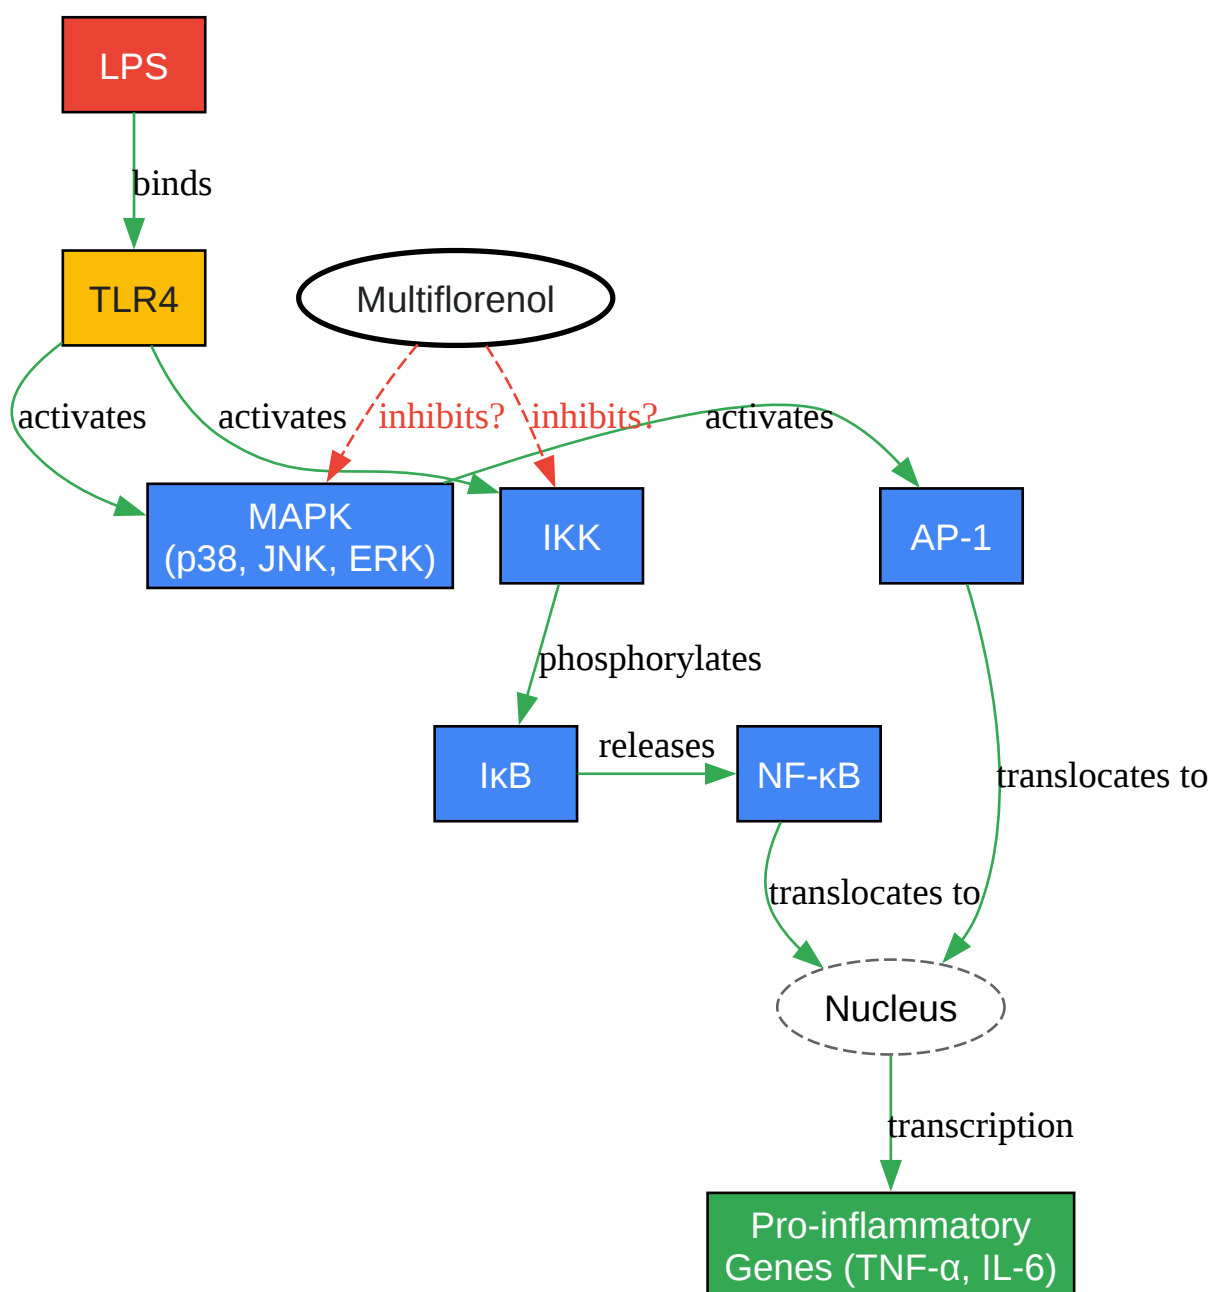 LPS
binds
TLR4
Multiflorenol
activates
activates
inhibits?
inhibits?
activates
MAPK
(p38, JNK, ERK)
IKK
AP-1
phosphorylates
IκB
releases
NF-κB
translocates to
translocates to
Nucleus
transcription
Pro-inflammatory
Genes (TNF-α, IL-6)